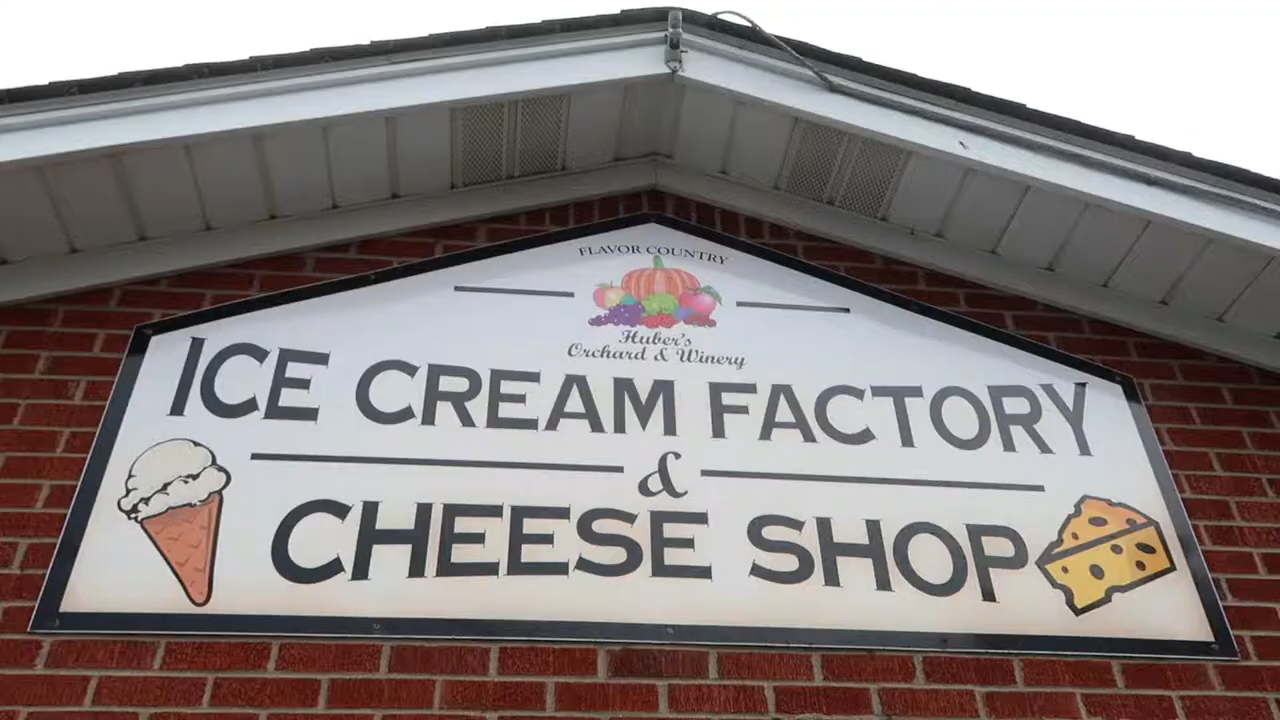 FLAVOR COUNTRY
Huber's
Orchard & Winery
ICE CREAM FACTORY
&
CHEESE SHOP